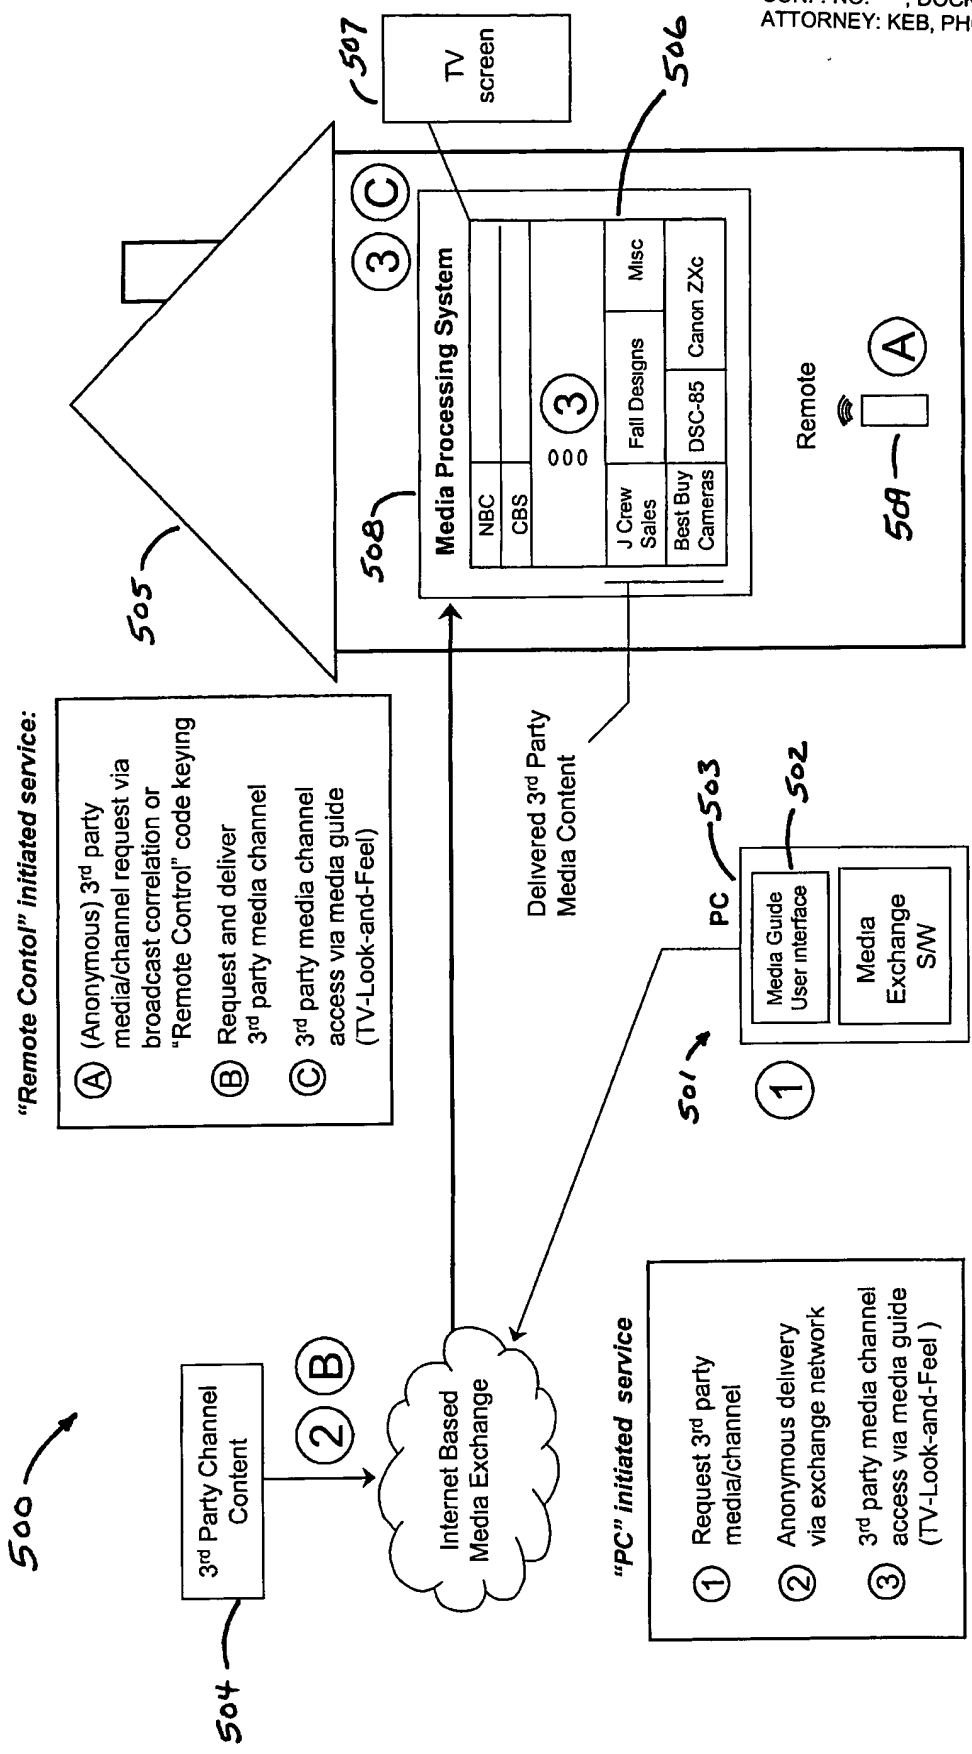 CONF. NO.
, DOCK
ATTORNEY: KEB, PH
500
504
3rd Party Channel
Content
2 B
Internet Based
Media Exchange
"Remote Contol" initiated service:
A (Anonymous) 3rd party
media/channel request via
broadcast correlation or
"Remote Control" code keying
B Request and deliver
3rd party media channel
C 3rd party media channel
access via media guide
(TV-Look-and-Feel)
"PC" initiated service
1 Request 3rd party
media/channel
2 Anonymous delivery
via exchange network
3 3rd party media channel
access via media guide
(TV-Look-and-Feel )
501
1
PC
503
502
Media Guide
User interface
Media
Exchange
S/W
Delivered 3rd Party
Media Content
505
508
3 C
Media Processing System
NBC
CBS
ooo
3
J Crew
Sales
Fall Designs
Misc
Best Buy
Cameras
DSC-85
Canon ZXc
507
TV
screen
506
Remote
509
A